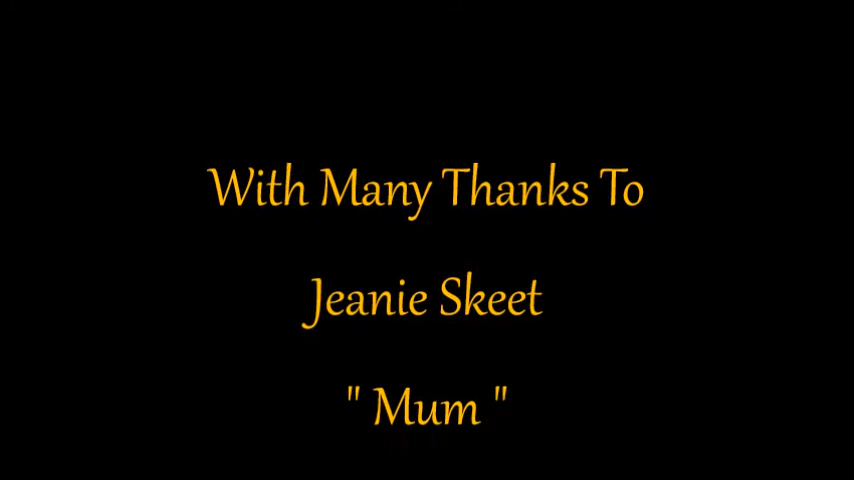 With Many Thanks To
Jeanie Skeet
" Mum "